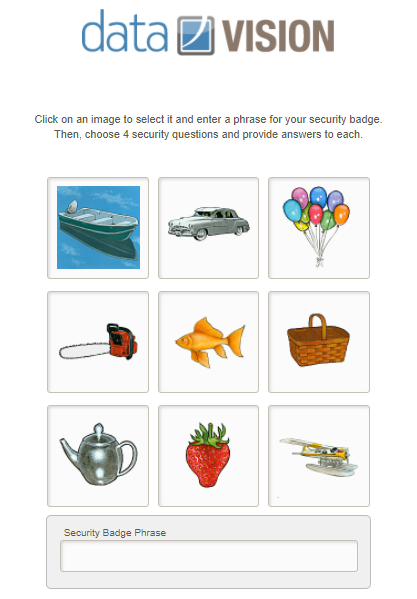 data VISION
Click on an image to select it and enter a phrase for your security badge.
Then, choose 4 security questions and provide answers to each.
Security Badge Phrase